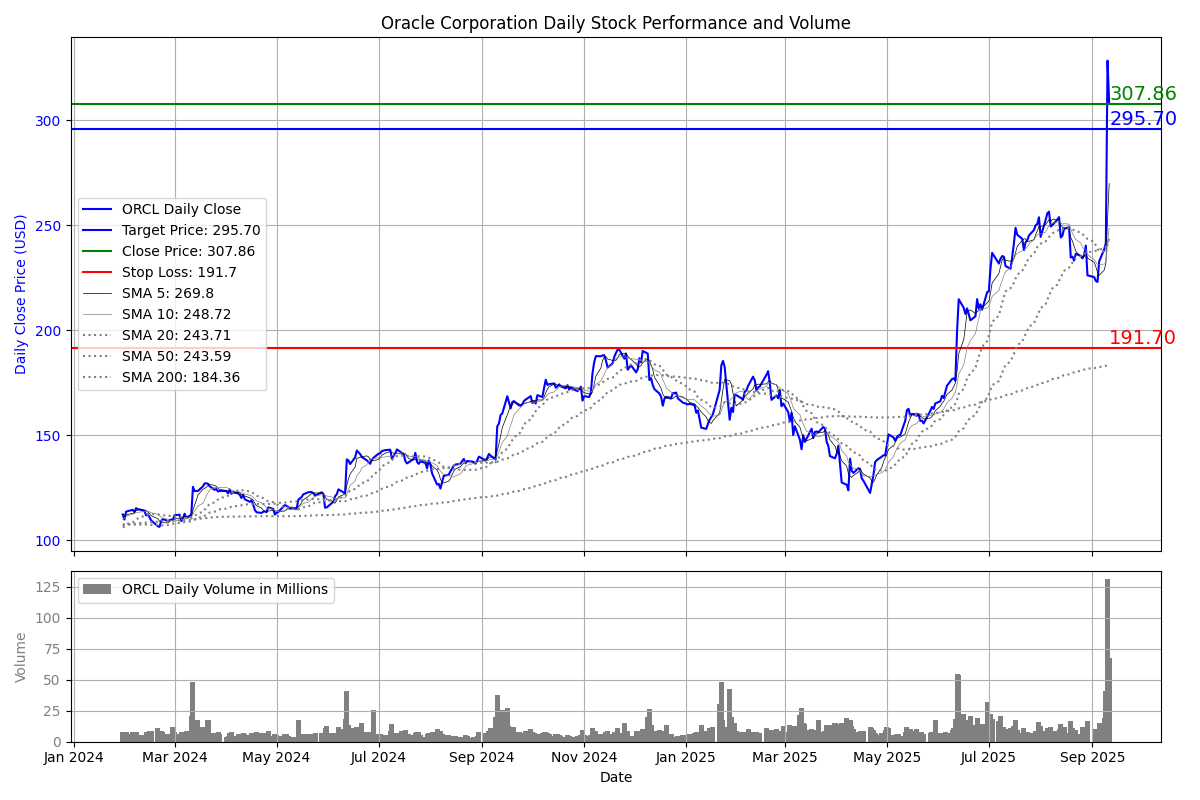 Oracle Corporation Daily Stock Performance and Volume
Daily Close Price (USD)
300
250
200
150
100
307.86
295.70
191.70
ORCL Daily Close
Target Price: 295.70
Close Price: 307.86
Stop Loss: 191.7
SMA 5: 269.8
SMA 10: 248.72
SMA 20: 243.71
SMA 50: 243.59
SMA 200: 184.36
Volume
125
100
75
50
25
0
ORCL Daily Volume in Millions
Jan 2024 Mar 2024 May 2024 Jul 2024 Sep 2024 Nov 2024 Jan 2025 Mar 2025 May 2025 Jul 2025 Sep 2025
Date